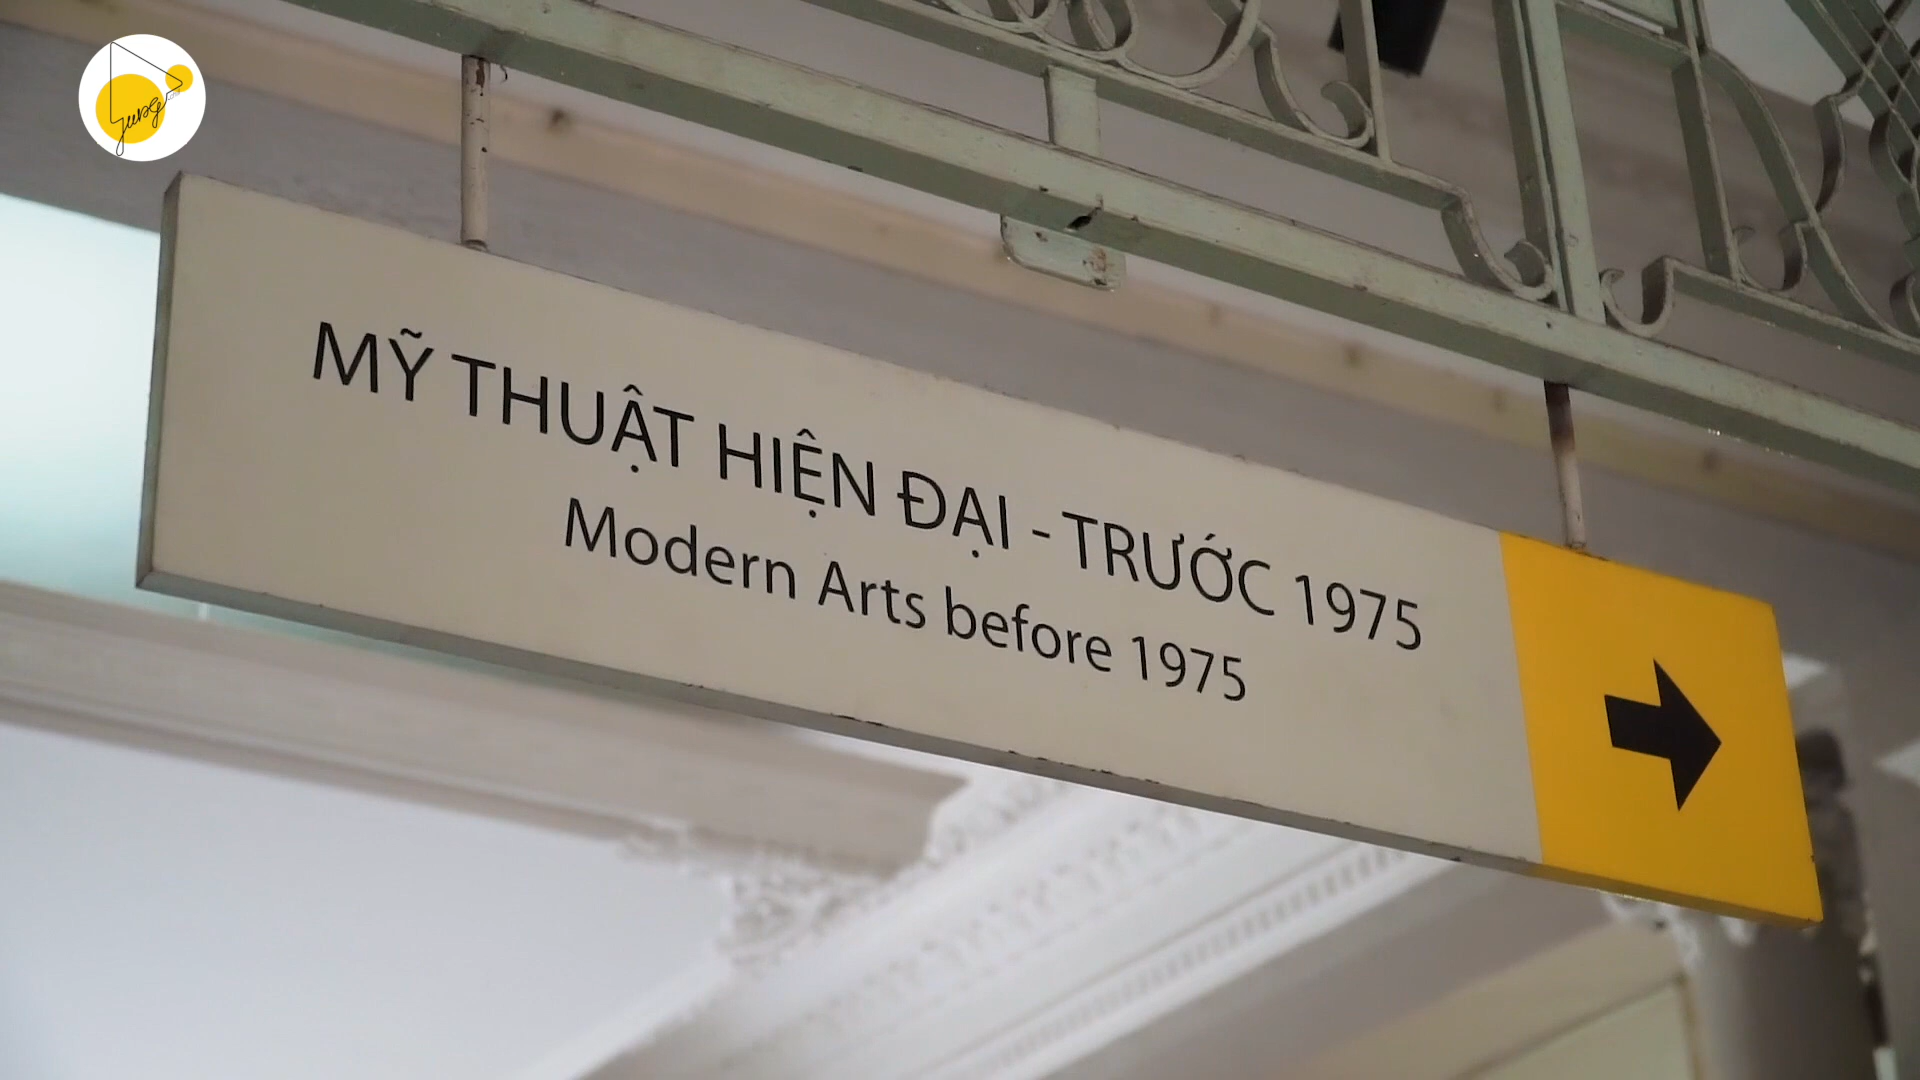 MỸ THUẬT HIỆN ĐẠI - TRƯỚC 1975
Modern Arts before 1975